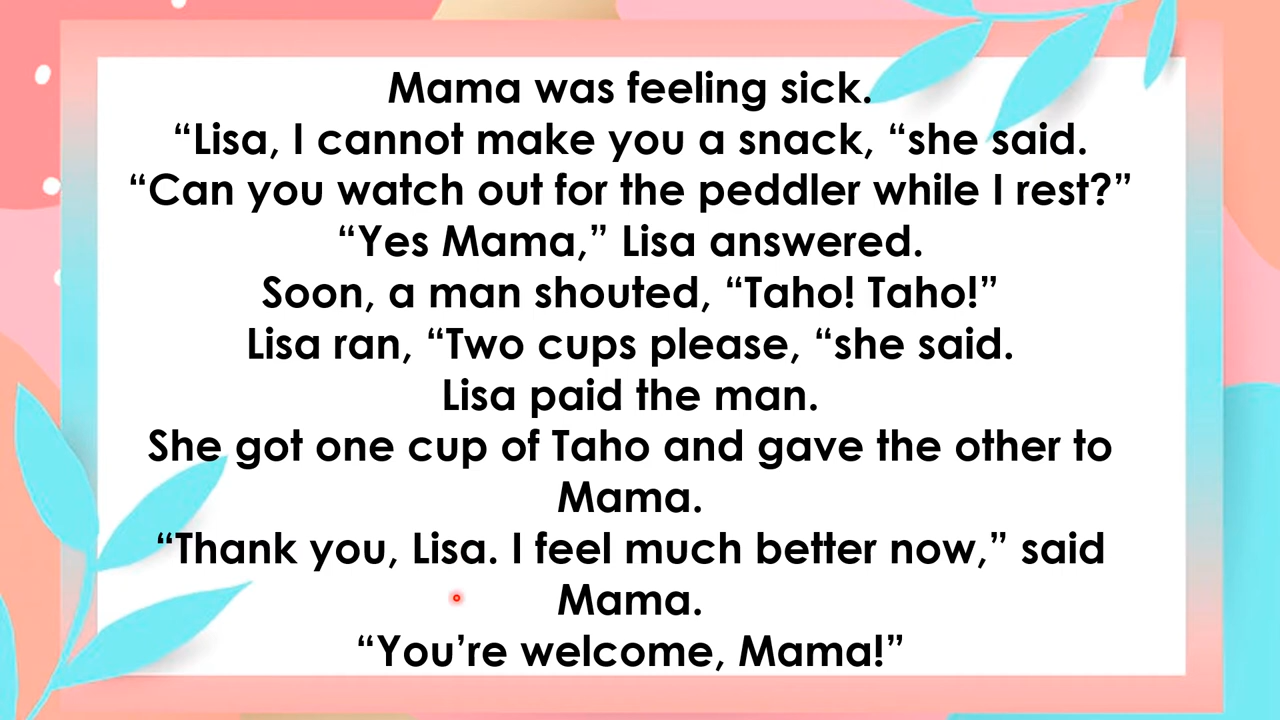 Mama was feeling sick.
“Lisa, I cannot make you a snack, “she said.
“Can you watch out for the peddler while I rest?”
“Yes Mama,” Lisa answered.
Soon, a man shouted, “Taho! Taho!”
Lisa ran, “Two cups please, “she said.
Lisa paid the man.
She got one cup of Taho and gave the other to
Mama.
“Thank you, Lisa. I feel much better now,” said
Mama.
“You’re welcome, Mama!”